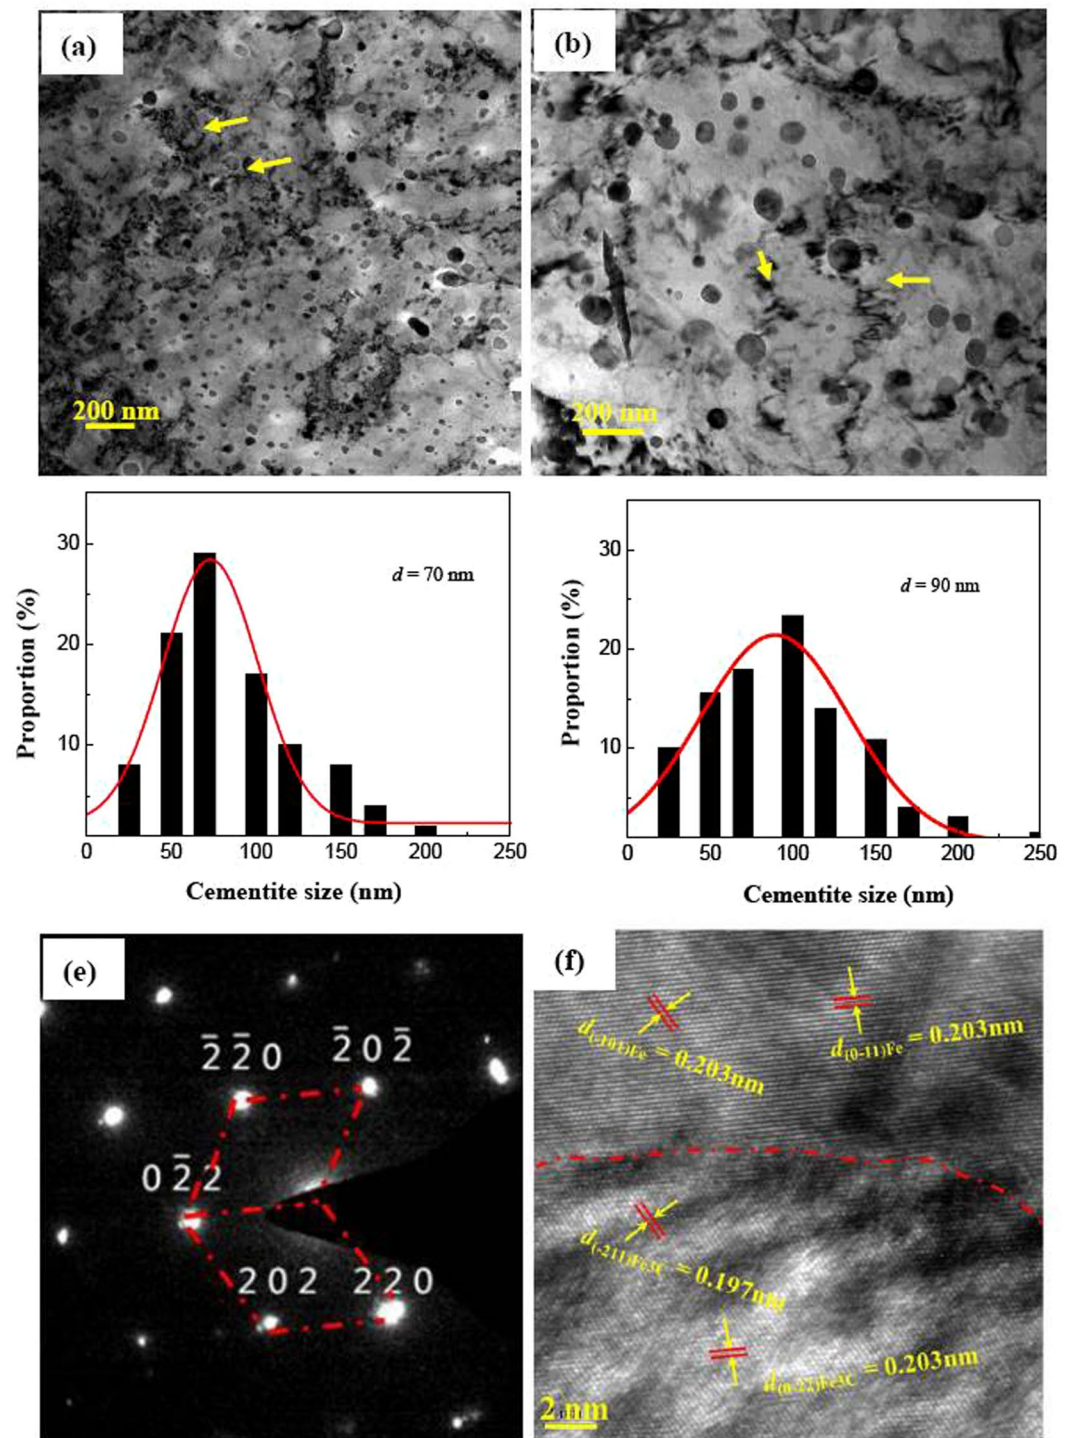 (a)
(b)
200 nm
200 nm
30
20
10
Proportion (%)
d = 70 nm
0 50 100 150 200 250
Cementite size (nm)
30
20
10
Proportion (%)
d = 90 nm
0 50 100 150 200 250
Cementite size (nm)
(e)
2̅ 2̅ 0
2̅ 0 2̅
0 2̅ 2
2 0 2
2 2 0
(f)
d(-101)Fe = 0.203nm
d(0-11)Fe = 0.203nm
d(-211)Fe3C = 0.197nm
d(0-22)Fe3C = 0.203nm
2 nm